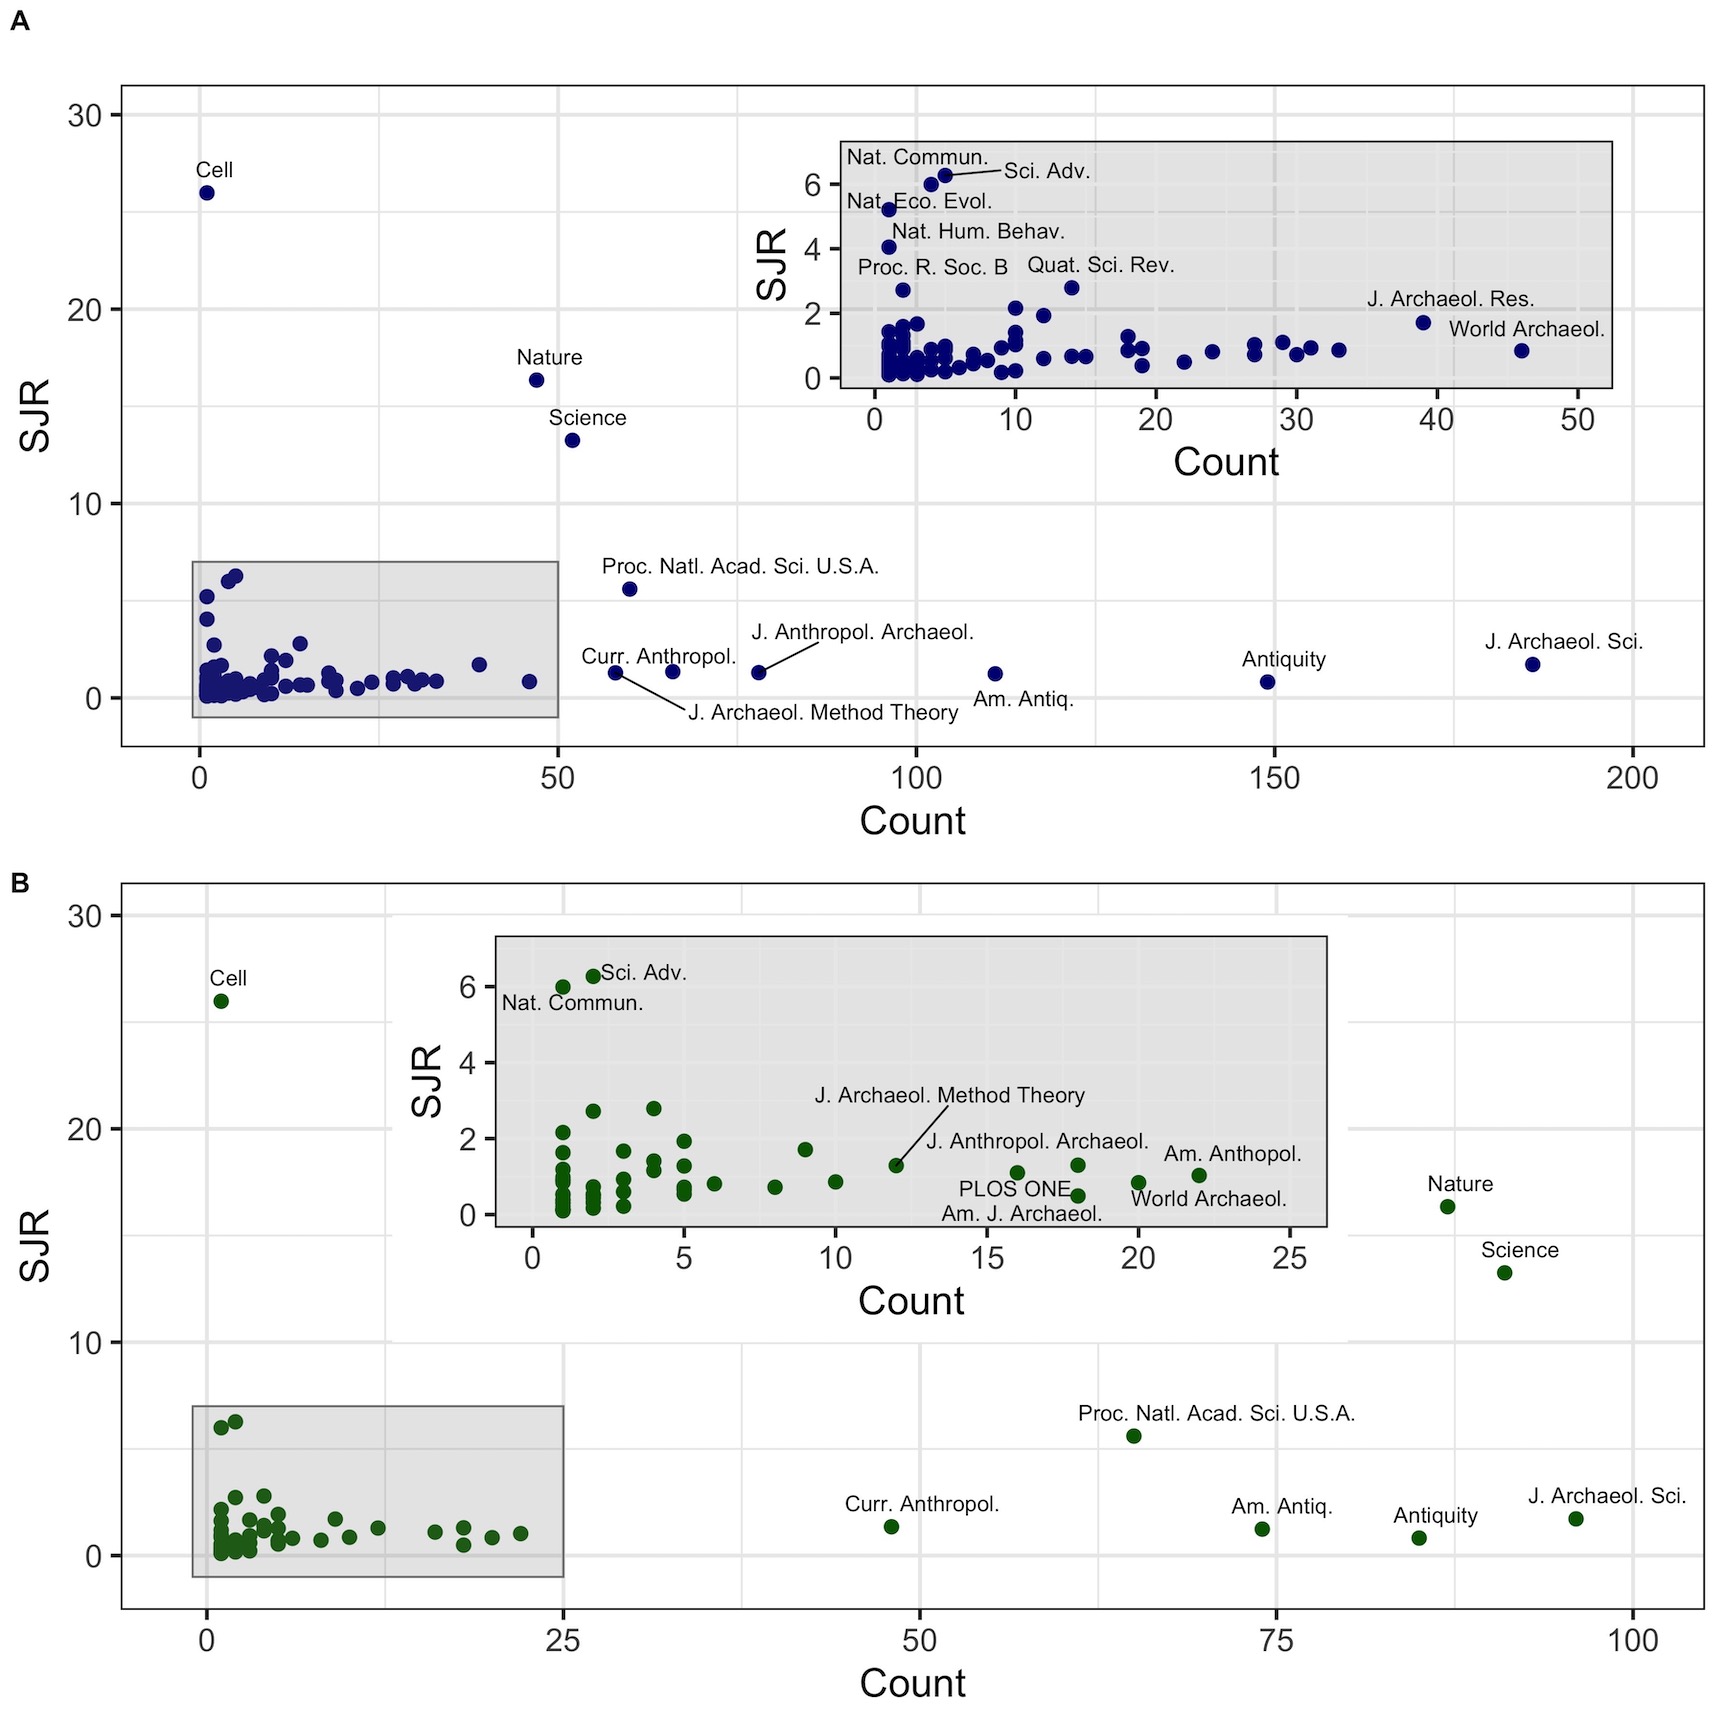 A
30
20
10
0
SJR
Cell
Nature
Science
Proc. Natl. Acad. Sci. U.S.A.
J. Anthropol. Archaeol.
Curr. Anthropol.
J. Archaeol. Method Theory
Am. Antiq.
Antiquity
J. Archaeol. Sci.
6
4
2
0
SJR
Nat. Commun.
Sci. Adv.
Nat. Eco. Evol.
Nat. Hum. Behav.
Proc. R. Soc. B
Quat. Sci. Rev.
J. Archaeol. Res.
World Archaeol.
0 10 20 30 40 50
Count
0 50 100 150 200
Count
B
30
20
10
0
SJR
Cell
6
4
2
0
SJR
Sci. Adv.
Nat. Commun.
J. Archaeol. Method Theory
J. Anthropol. Archaeol.
Am. Anthopol.
PLOS ONE
World Archaeol.
Am. J. Archaeol.
0 5 10 15 20 25
Count
Nature
Science
Proc. Natl. Acad. Sci. U.S.A.
Curr. Anthropol.
Am. Antiq.
Antiquity
J. Archaeol. Sci.
0 25 50 75 100
Count